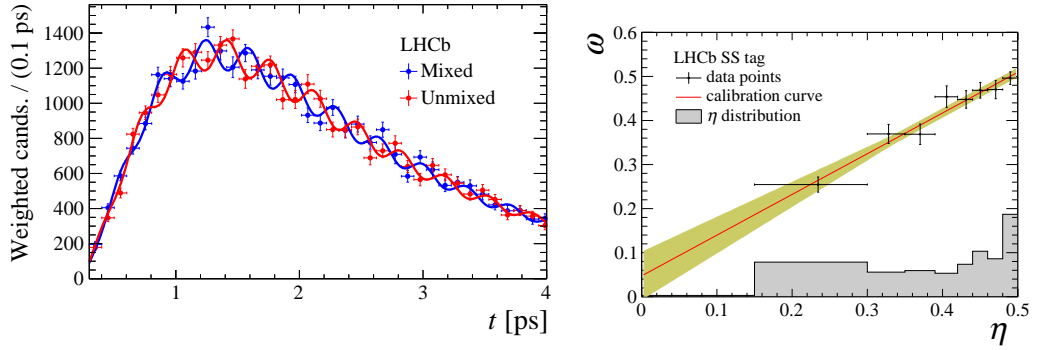 Weighted cands. / (0.1 ps)
1400
1200
1000
800
600
400
200
0
LHCb
Mixed
Unmixed
1
2
3
4
t [ps]
ω
0.6
0.5
0.4
0.3
0.2
0.1
0
LHCb SS tag
data points
calibration curve
η distribution
0
0.1
0.2
0.3
0.4
0.5
η